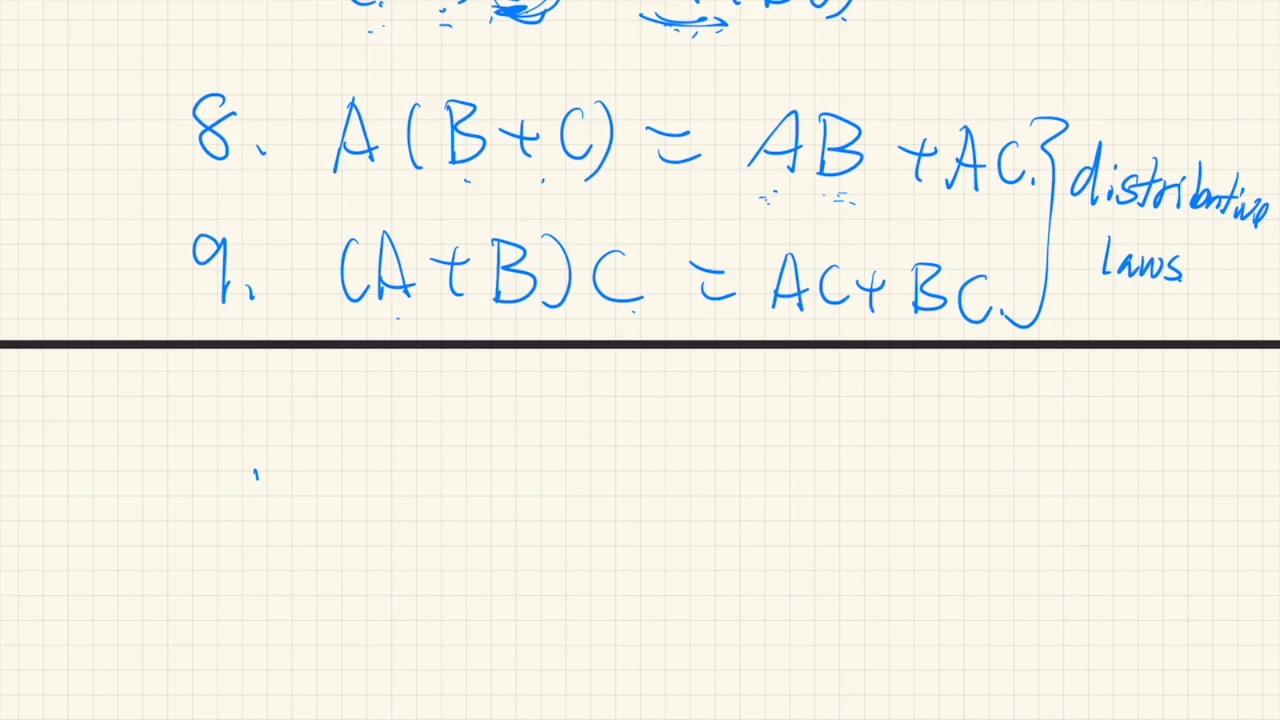 8. A(B+C) = AB + AC.
9. (A+B)C = AC + BC.
distributive
laws